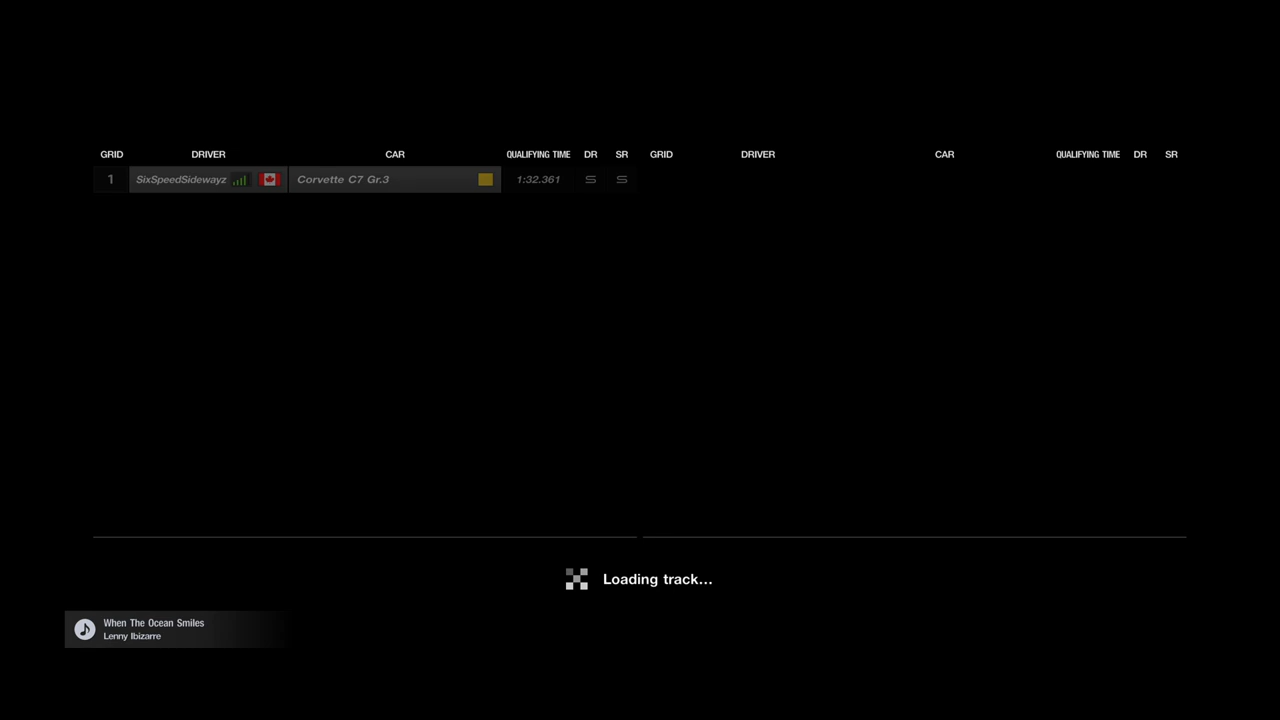 GRID DRIVER CAR QUALIFYING TIME DR SR GRID DRIVER CAR QUALIFYING TIME DR SR
1 SixSpeedSidewayz Corvette C7 Gr.3 1:32.361 S S
Loading track...
When The Ocean Smiles
Lenny Ibizarre